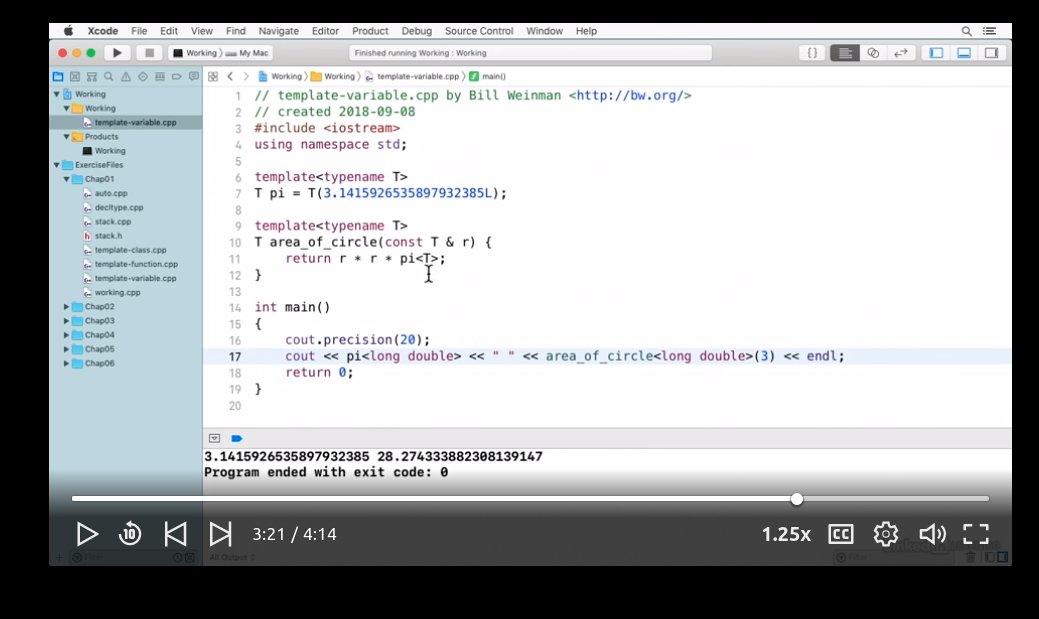 Xcode File Edit View Find Navigate Editor Product Debug Source Control Window Help
Working 〉 My Mac
Finished running Working : Working
{ }
Working 〉 Working 〉 template-variable.cpp 〉 main()
Working
Working
template-variable.cpp
Products
Working
ExerciseFiles
Chap01
auto.cpp
decltype.cpp
stack.cpp
h stack.h
template-class.cpp
template-function.cpp
template-variable.cpp
working.cpp
Chap02
Chap03
Chap04
Chap05
Chap06
1 // template-variable.cpp by Bill Weinman <http://bw.org/>
2 // created 2018-09-08
3 #include <iostream>
4 using namespace std;
5
6 template<typename T>
7 T pi = T(3.1415926535897932385L);
8
9 template<typename T>
10 T area_of_circle(const T & r) {
11 return r * r * pi<T>;
12 }
13
14 int main()
15 {
16 cout.precision(20);
17 cout << pi<long double> << " " << area_of_circle<long double>(3) << endl;
18 return 0;
19 }
20
3.1415926535897932385 28.274333882308139147
Program ended with exit code: 0
10 3:21 / 4:14 1.25x CC
Filter All Output Filter